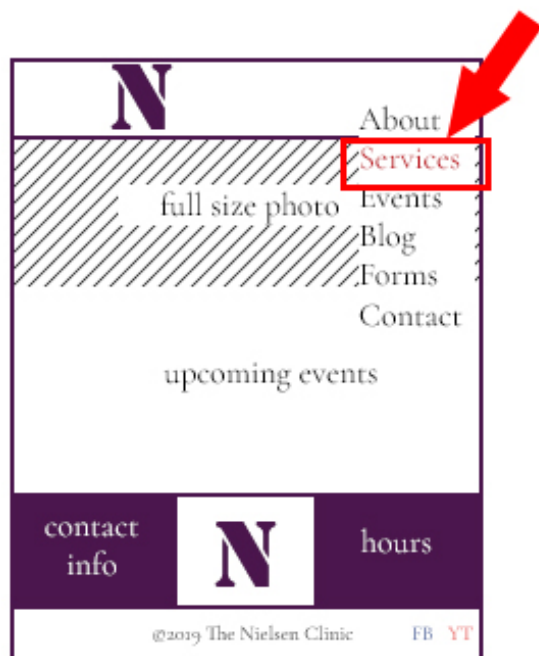 N
About
Services
full size photo
Events
Blog
Forms
Contact
upcoming events
contact
info
N
hours
©2019 The Nielsen Clinic FB YT